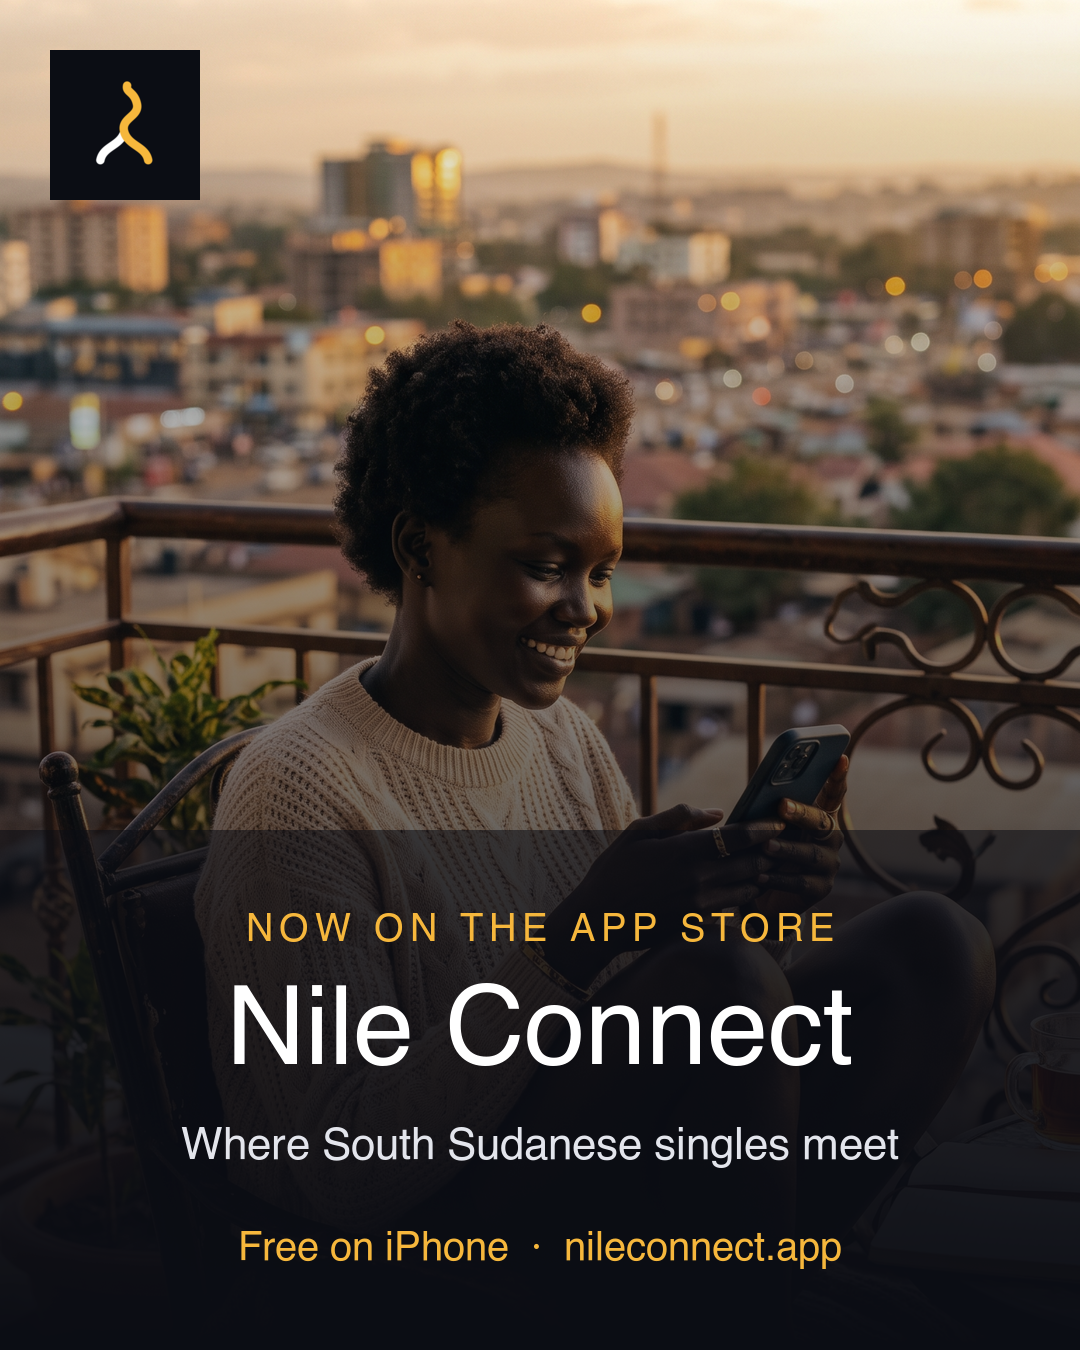 NOW ON THE APP STORE
Nile Connect
Where South Sudanese singles meet
Free on iPhone · nileconnect.app